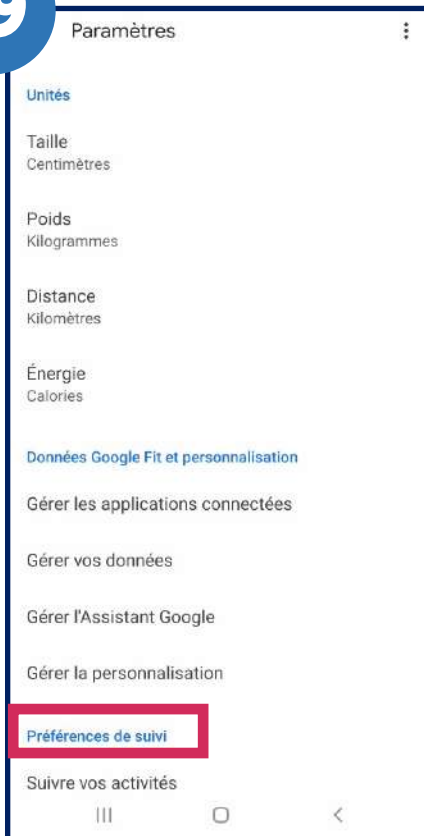 9
Paramètres
Unités
Taille
Centimètres
Poids
Kilogrammes
Distance
Kilomètres
Énergie
Calories
Données Google Fit et personnalisation
Gérer les applications connectées
Gérer vos données
Gérer l'Assistant Google
Gérer la personnalisation
Préférences de suivi
Suivre vos activités